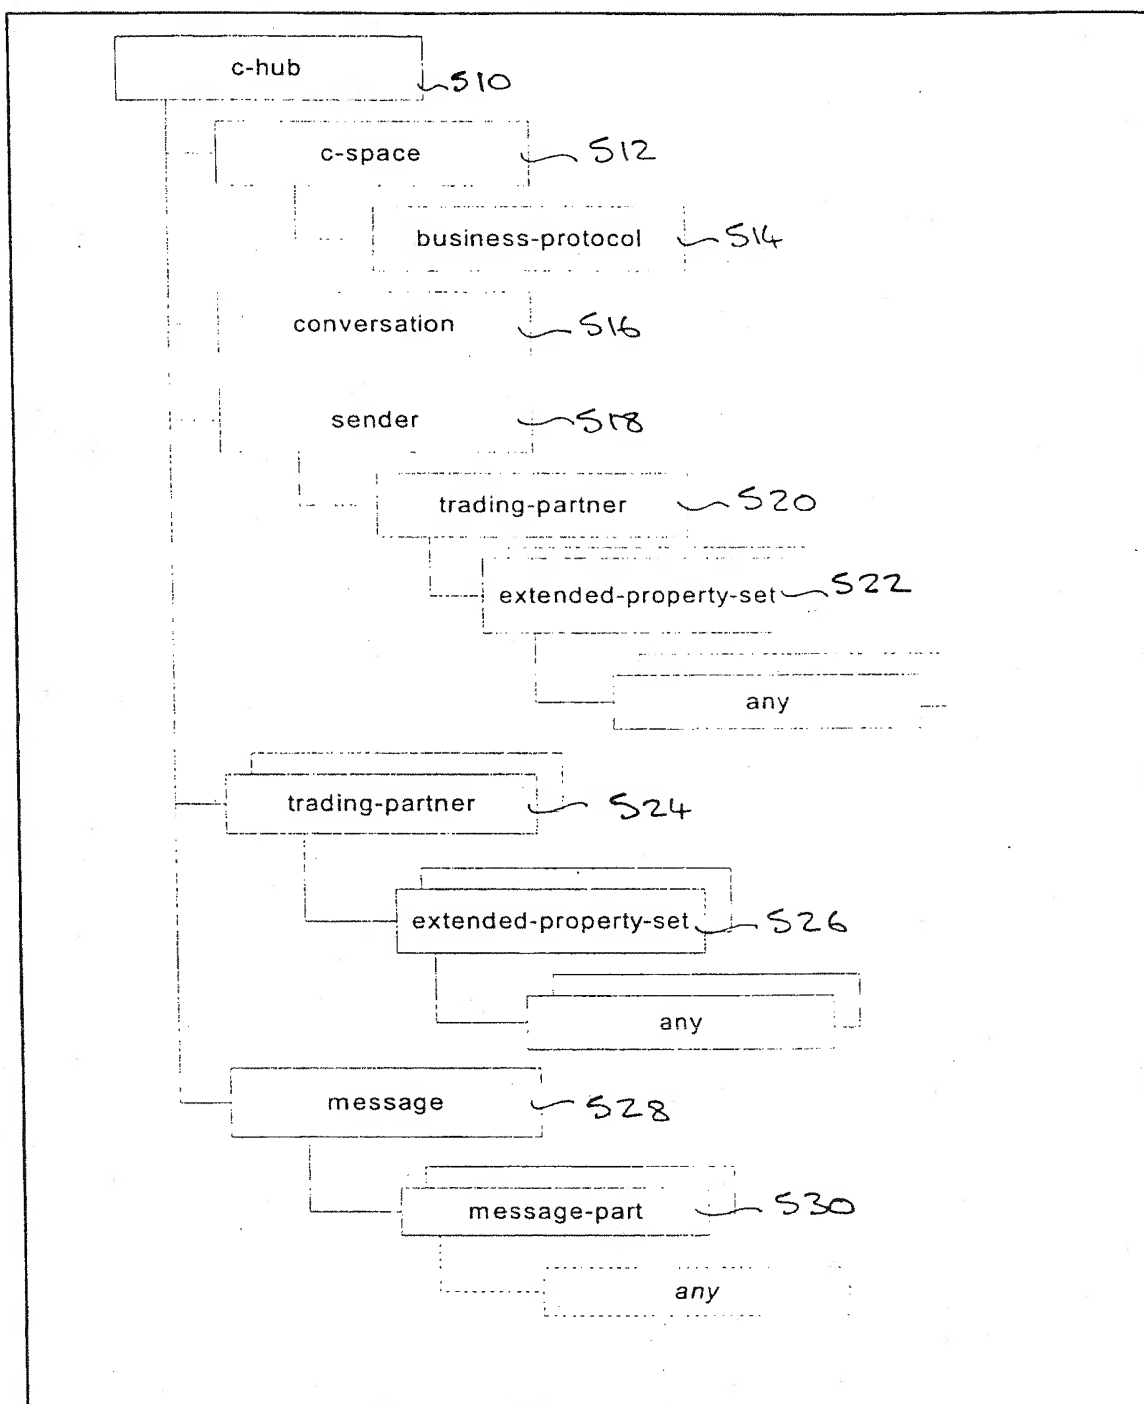 c-hub 510
c-space 512
business-protocol 514
conversation 516
sender 518
trading-partner 520
extended-property-set 522
any
trading-partner 524
extended-property-set 526
any
message 528
message-part 530
any